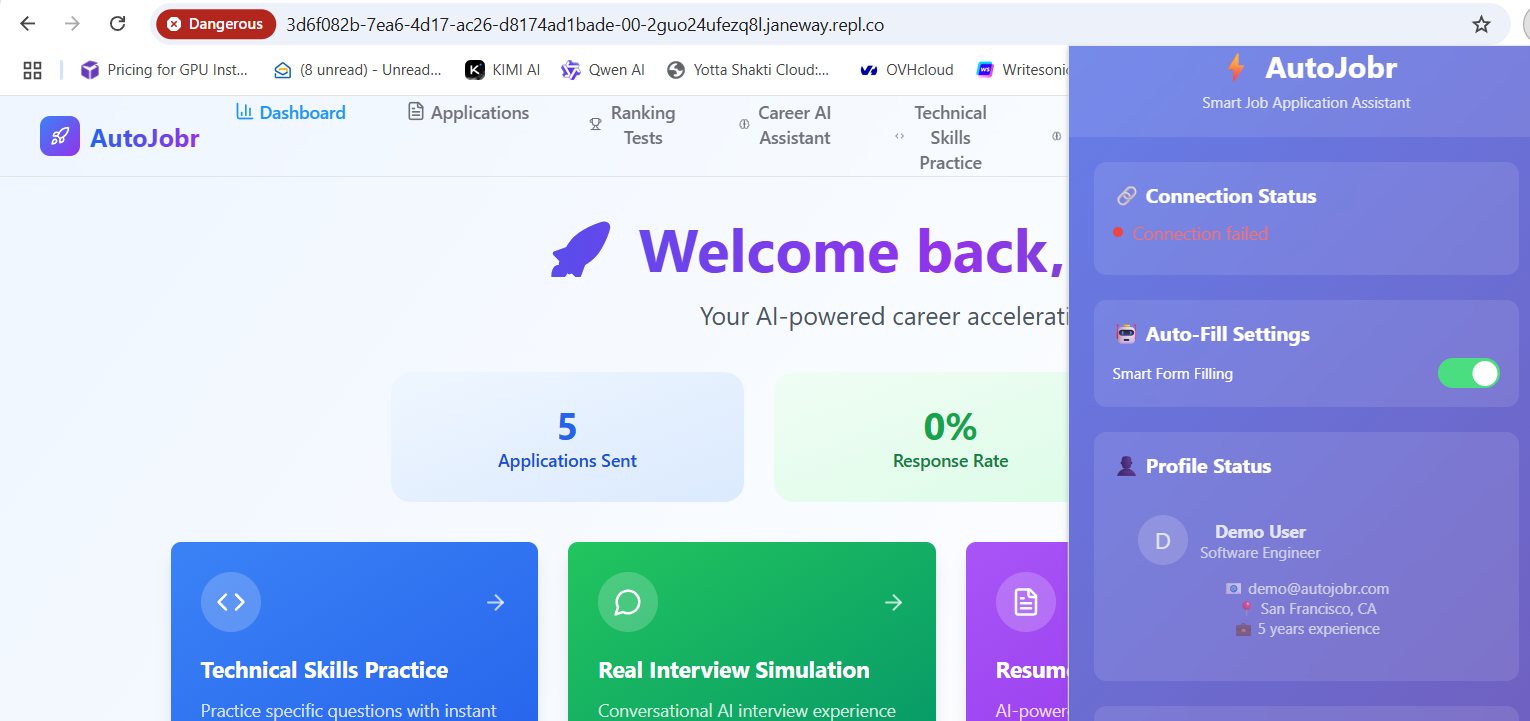 Dangerous
3d6f082b-7ea6-4d17-ac26-d8174ad1bade-00-2guo24ufezq8l.janeway.repl.co
Pricing for GPU Inst...
(8 unread) - Unread...
KIMI AI
Qwen AI
Yotta Shakti Cloud:...
OVHcloud
Writesoni
AutoJobr
Dashboard
Applications
Ranking
Tests
Career AI
Assistant
Technical
Skills
Practice
Welcome back,
Your AI-powered career accelerati
5
Applications Sent
0%
Response Rate
Technical Skills Practice
Practice specific questions with instant
Real Interview Simulation
Conversational AI interview experience
Resum
AI-power
AutoJobr
Smart Job Application Assistant
Connection Status
Connection failed
Auto-Fill Settings
Smart Form Filling
Profile Status
D
Demo User
Software Engineer
demo@autojobr.com
San Francisco, CA
5 years experience